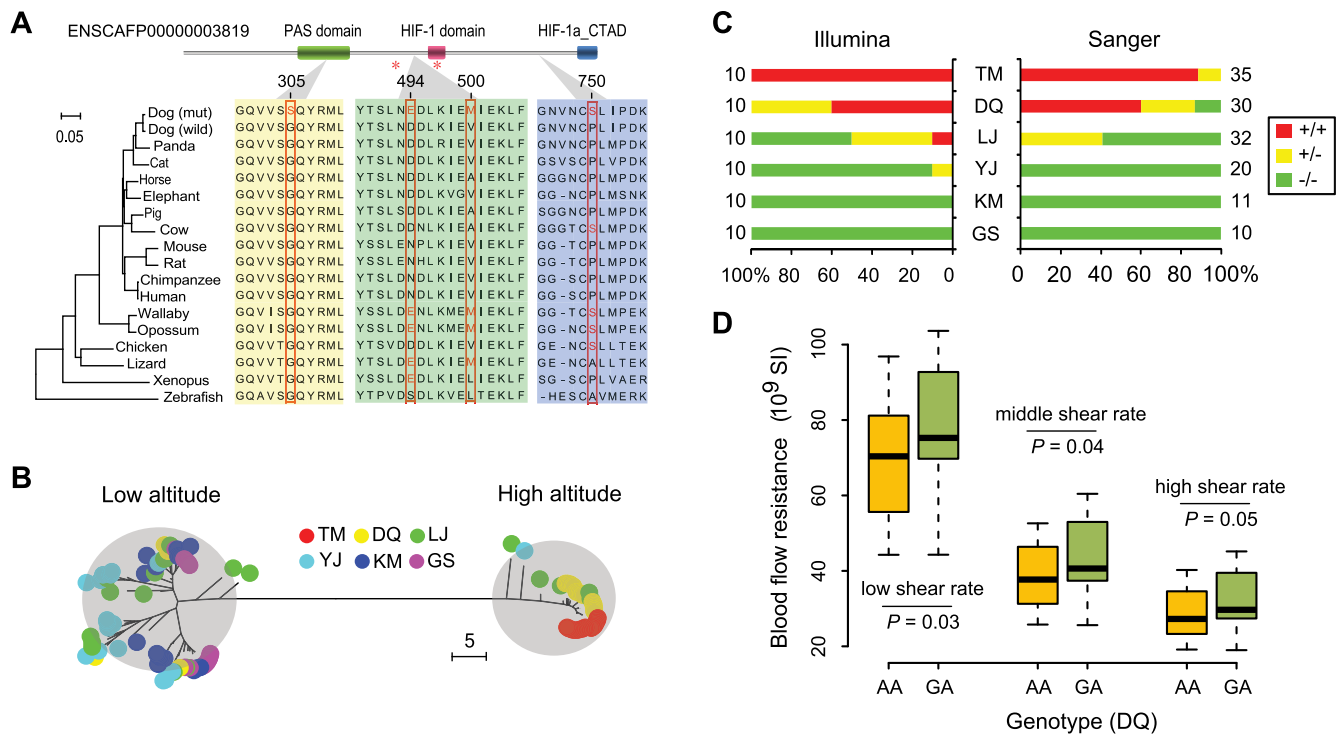 A
ENSCAFP00000003819
PAS domain
HIF-1 domain
HIF-1a_CTAD
* *
305 494 500 750
0.05
Dog (mut) GQVVSSQYRML YTSLNEDLKIEMIEKLF GNVNCSLIPDK
Dog (wild) GQVVSGQYRML YTSLNDDLKIEVIEKLF GNVNCPLIPDK
Panda GQVVSGQYRML YTSLNDDLRIEVIEKLF GNVNCPLMPDK
Cat GQVVSGQYRML YTSLNDDLKIEVIEKLF GSVSCPLVPDK
Horse GQVVSGQYRML YTSLNDDLKIEAIEKLF GGGNCPLMPDK
Elephant GQVVSGQYRML YTSLNDDLKVGVIEKLF GG-NCPLMSNK
Pig GQVVSGQYRML YTSLSDDLKIEAIEKLF SGGNCPLMPDK
Cow GQVVSGQYRML YTSLNDDLKIEAIEKLF GGGTCSLMPDK
Mouse GQVVSGQYRML YSSLENPLKIEVIEKLF GG-TCPLMPDK
Rat GQVVSGQYRML YSSLENHLKIEVIEKLF GG-TCPLMPDK
Chimpanzee GQVVSGQYRML YTSLDNDLKIEVIEKLF GG-SCPLMPDK
Human GQVVSGQYRML YTSLDNDLKIEVIEKLF GG-SCPLMPDK
Wallaby GQVISGQYRML YSSLDENLKMEMIEKLF GG-TCSLMPEK
Opossum GQVISGQYRML YSSLDENLKMEMIEKLF GG-NCSLMPEK
Chicken GQVVTGQYRML YTSVDDDLKIEVIEKLF GE-NCSLLTEK
Lizard GQVVTGQYRML YTSLDEDLKIEMIEKLF GE-NCALLTEK
Xenopus GQVVTGQYRML YSSLDEDLKIELIEKLF SG-SCPLVAER
Zebrafish GQAVSGQYRML YTPVDSDLKVELTEKLF -HESCAVMERK
B
Low altitude
High altitude
TM DQ LJ
YJ KM GS
5
C
Illumina Sanger
10 TM 35
10 DQ 30
10 LJ 32
10 YJ 20
10 KM 11
10 GS 10
100% 80 60 40 20 0 0 20 40 60 80 100%
+/+
+/-
-/-
D
Blood flow resistance (10⁹ SI)
100
80
60
40
20
low shear rate
P = 0.03
middle shear rate
P = 0.04
high shear rate
P = 0.05
AA GA AA GA AA GA
Genotype (DQ)